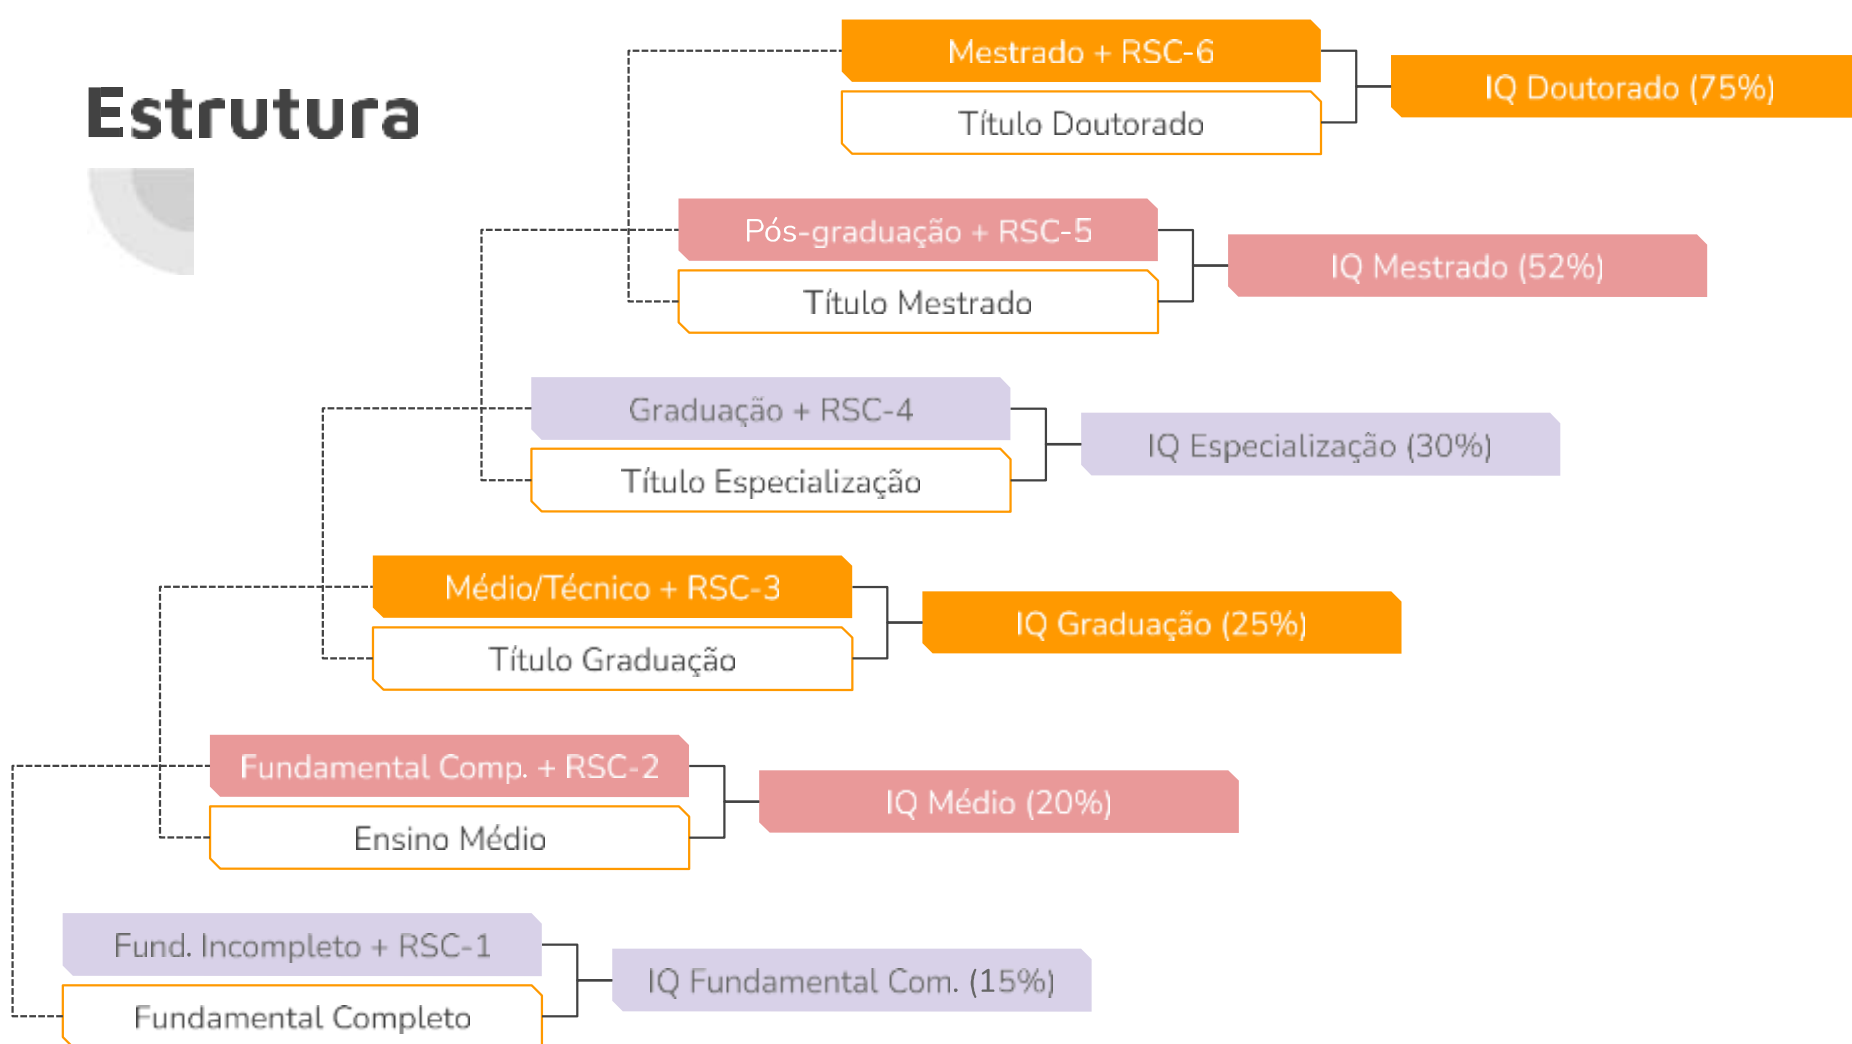 Estrutura
Mestrado + RSC-6
Título Doutorado
IQ Doutorado (75%)
Pós-graduação + RSC-5
Título Mestrado
IQ Mestrado (52%)
Graduação + RSC-4
Título Especialização
IQ Especialização (30%)
Médio/Técnico + RSC-3
Título Graduação
IQ Graduação (25%)
Fundamental Comp. + RSC-2
Ensino Médio
IQ Médio (20%)
Fund. Incompleto + RSC-1
Fundamental Completo
IQ Fundamental Com. (15%)